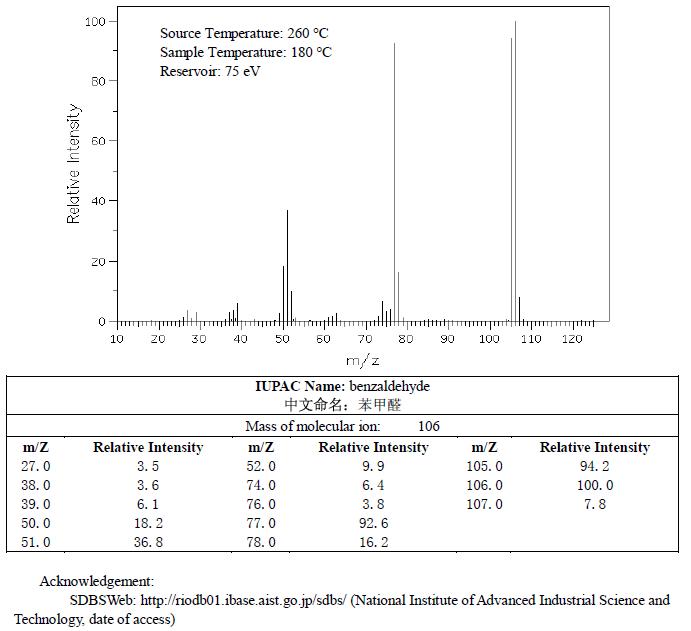 100
80
60
40
20
0
Relative Intensity
Source Temperature: 260 °C
Sample Temperature: 180 °C
Reservoir: 75 eV
10 20 30 40 50 60 70 80 90 100 110 120
m/z
IUPAC Name: benzaldehyde
中文命名：苯甲醛
Mass of molecular ion: 106
m/Z Relative Intensity m/Z Relative Intensity m/Z Relative Intensity
27.0 3.5 52.0 9.9 105.0 94.2
38.0 3.6 74.0 6.4 106.0 100.0
39.0 6.1 76.0 3.8 107.0 7.8
50.0 18.2 77.0 92.6
51.0 36.8 78.0 16.2
Acknowledgement:
SDBSWeb: http://riodb01.ibase.aist.go.jp/sdbs/ (National Institute of Advanced Industrial Science and
Technology, date of access)